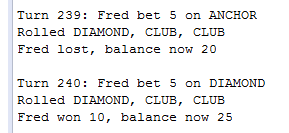 Turn 239: Fred bet 5 on ANCHOR
Rolled DIAMOND, CLUB, CLUB
Fred lost, balance now 20
Turn 240: Fred bet 5 on DIAMOND
Rolled DIAMOND, CLUB, CLUB
Fred won 10, balance now 25